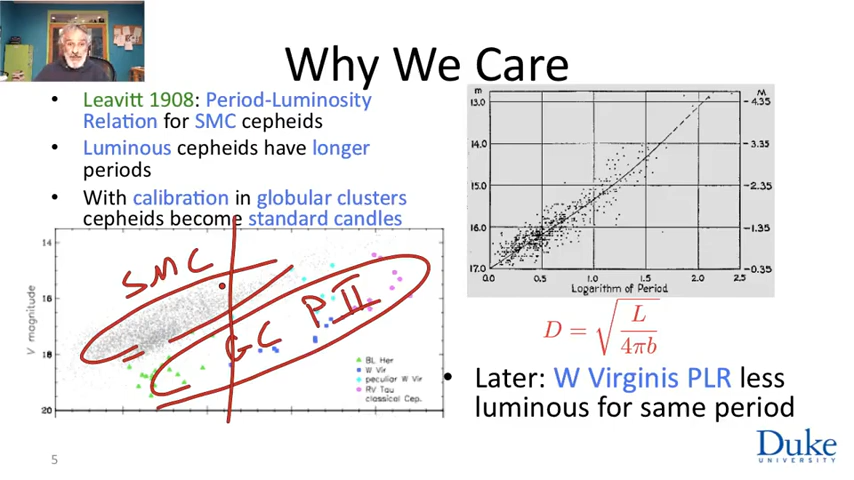 Why We Care
• Leavitt 1908: Period-Luminosity
Relation for SMC cepheids
• Luminous cepheids have longer
periods
• With calibration in globular clusters
cepheids become standard candles
m
M
13.0
14.0
15.0
16.0
17.0
-4.35
-3.35
-2.35
-1.35
-0.35
0.0 0.5 1.0 1.5 2.0 2.5
Logarithm of Period
14
16
18
20
V magnitude
SMC
GC P II
BL Her
W Vir
peculiar W Vir
RV Tau
classical Cep.
D = √(L/4πb)
• Later: W Virginis PLR less
luminous for same period
5
Duke
UNIVERSITY